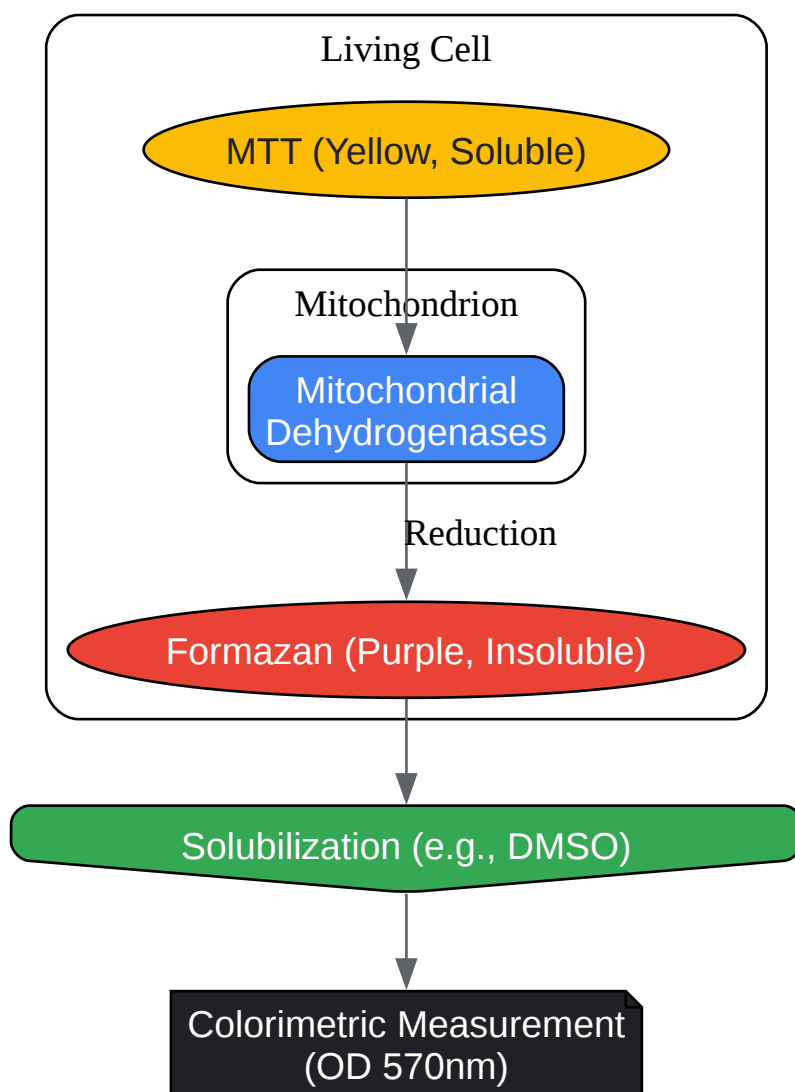 Living Cell
MTT (Yellow, Soluble)
Mitochondrion
Mitochondrial
Dehydrogenases
Reduction
Formazan (Purple, Insoluble)
Solubilization (e.g., DMSO)
Colorimetric Measurement
(OD 570nm)